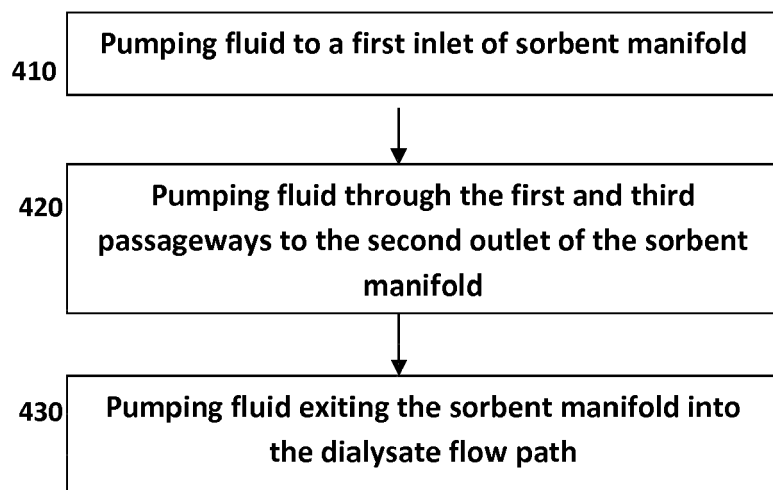 410
Pumping fluid to a first inlet of sorbent manifold
420
Pumping fluid through the first and third
passageways to the second outlet of the sorbent
manifold
430
Pumping fluid exiting the sorbent manifold into
the dialysate flow path